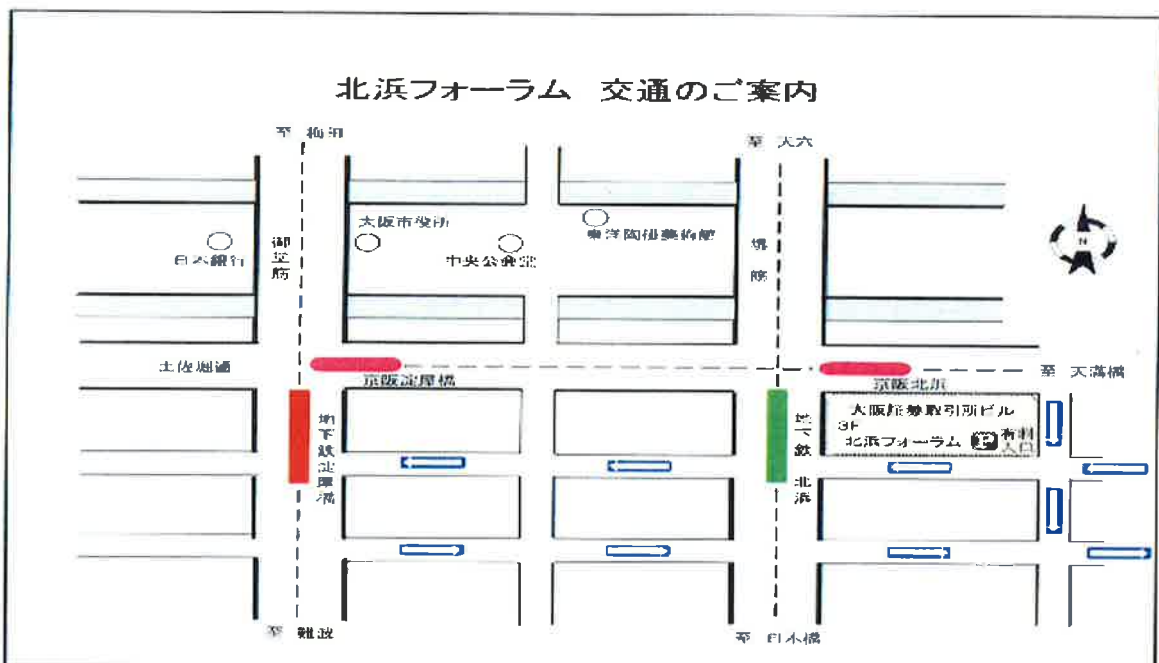 北浜フォーラム 交通のご案内
至 梅田
至 天六
大阪市役所
東洋陶磁美術館
日本銀行
御堂筋
中央公会堂
堺筋
N
土佐堀通
京阪淀屋橋
京阪北浜
至 天満橋
地下鉄淀屋橋
地下鉄 北浜
大阪証券取引所ビル
3F
北浜フォーラム P 有料
入口
至 難波
至 日本橋